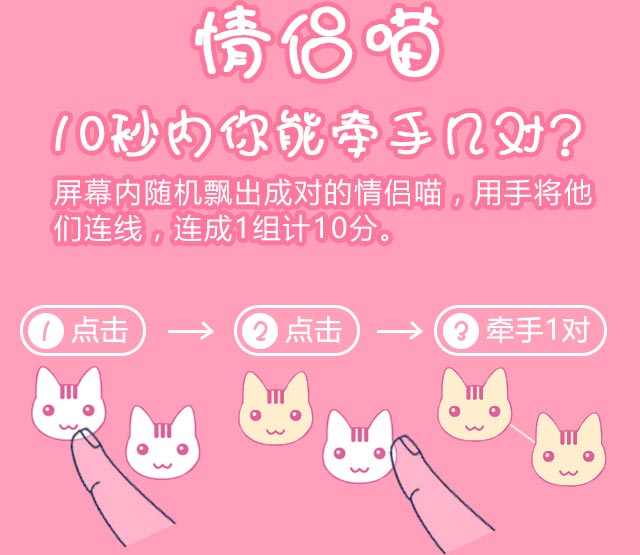 情侣喵
10秒内你能牵手几对?
屏幕内随机飘出成对的情侣喵，用手将他
们连线，连成1组计10分。
1 点击 → 2 点击 → 3 牵手1对